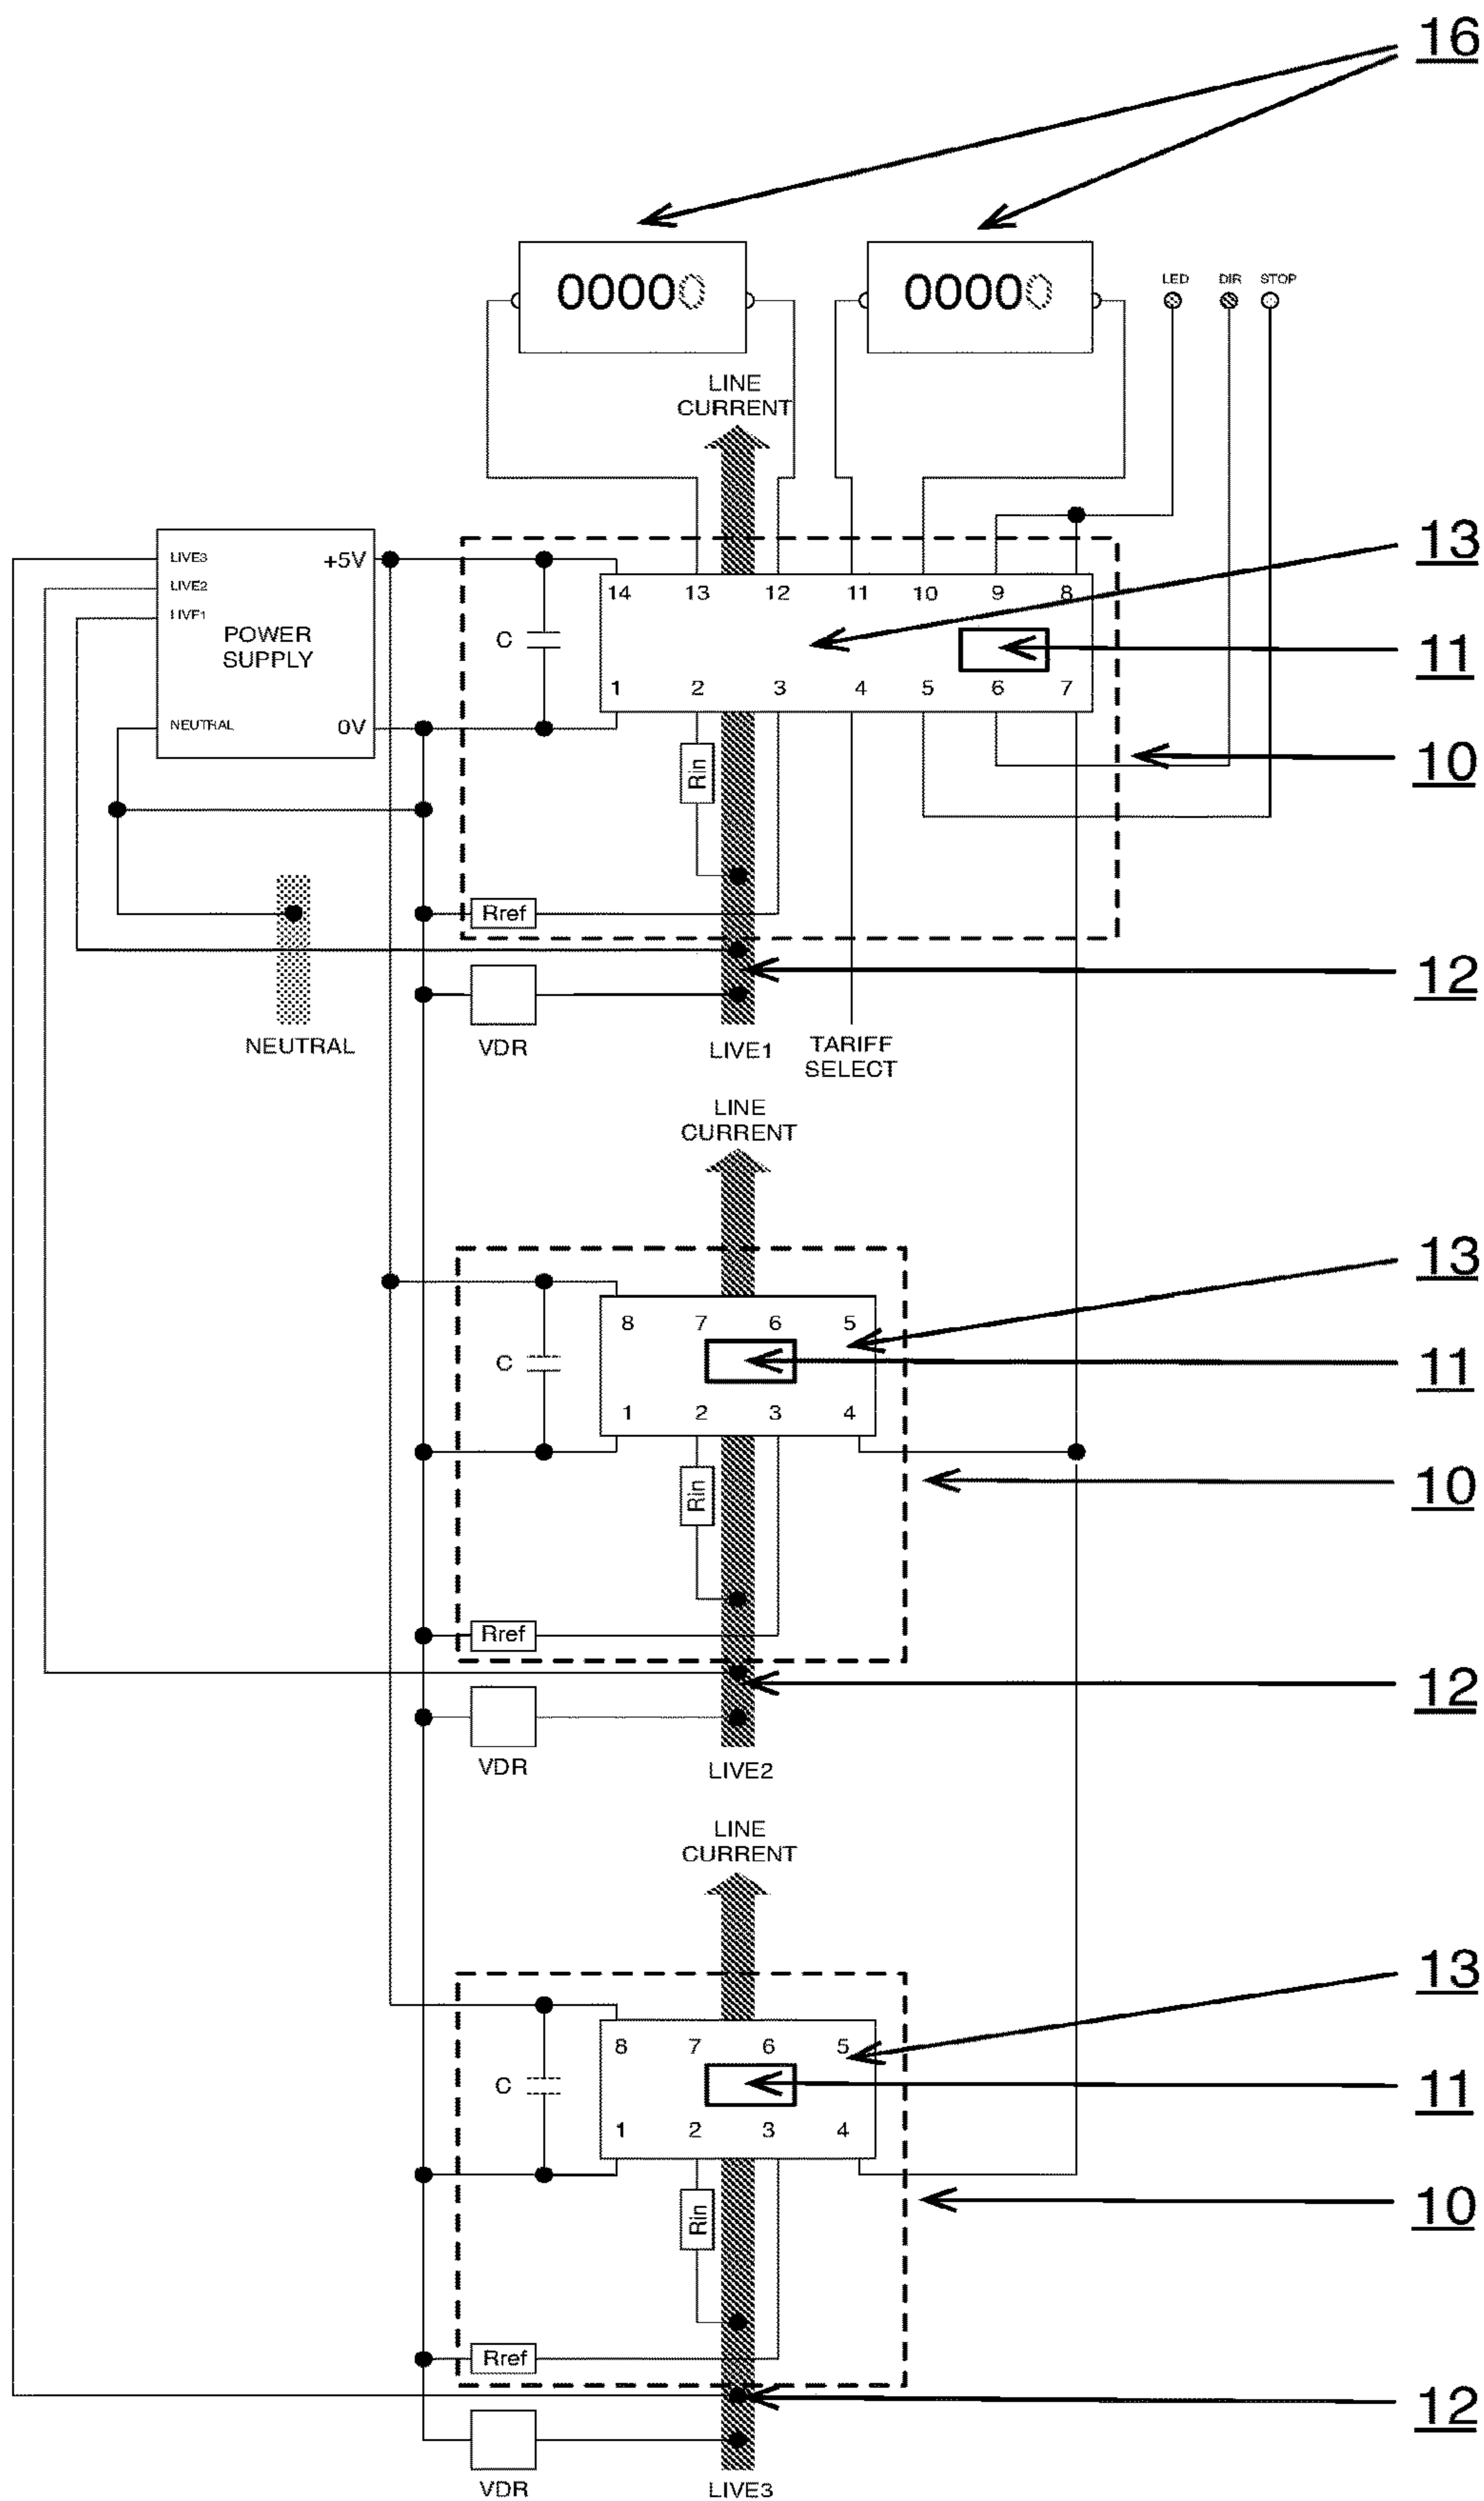 16
00000 00000
LED DIR STOP
LINE
CURRENT
13
LIVE3 +5V
LIVE2
LIVE1
POWER
SUPPLY
NEUTRAL 0V
14 13 12 11 10 9 8
C
11
1 2 3 4 5 6 7
10
Rin
Rref
12
NEUTRAL VDR LIVE1 TARIFF
SELECT
LINE
CURRENT
13
8 7 6 5
C
11
1 2 3 4
10
Rin
Rref
12
VDR LIVE2
LINE
CURRENT
13
8 7 6 5
C
11
1 2 3 4
10
Rin
Rref
12
VDR LIVE3